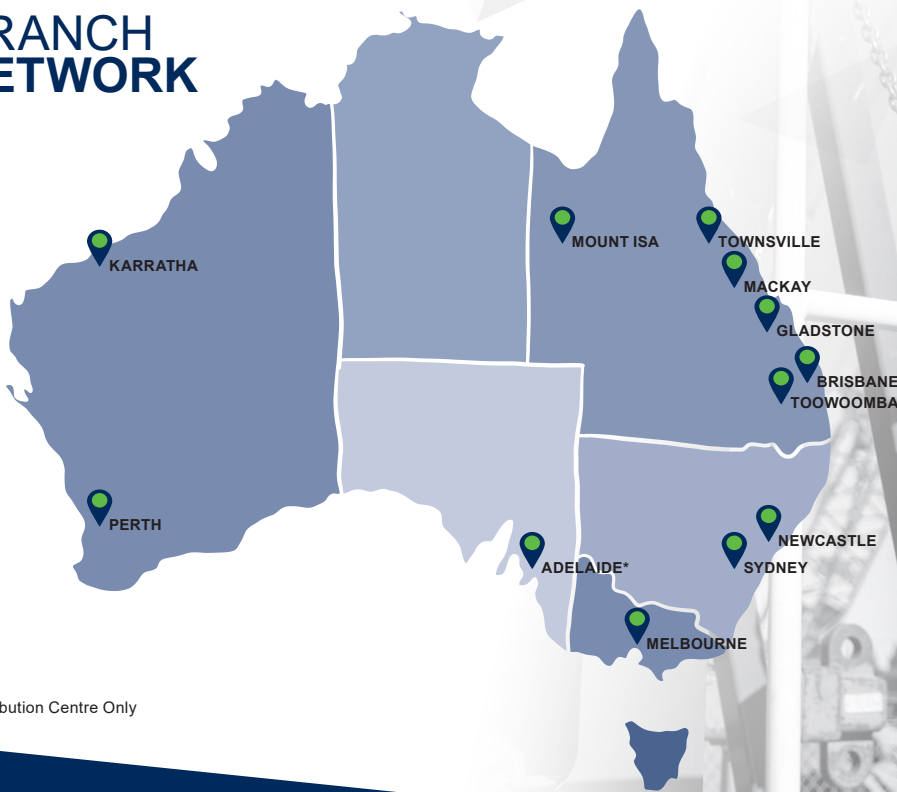 RANCH
ETWORK
MOUNT ISA
TOWNSVILLE
KARRATHA
MACKAY
GLADSTONE
BRISBANE
TOOWOOMBA
PERTH
NEWCASTLE
ADELAIDE*
SYDNEY
MELBOURNE
bution Centre Only